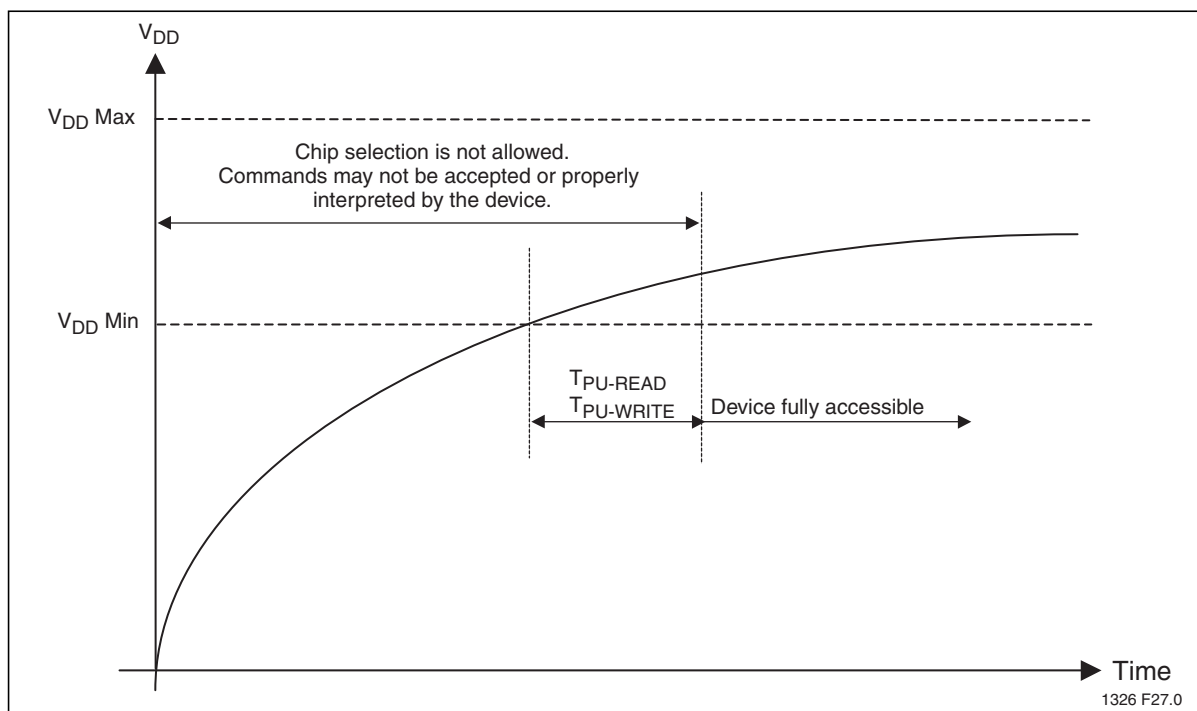 VDD
VDD Max
Chip selection is not allowed.
Commands may not be accepted or properly
interpreted by the device.
VDD Min
TPU-READ
TPU-WRITE
Device fully accessible
Time
1326 F27.0